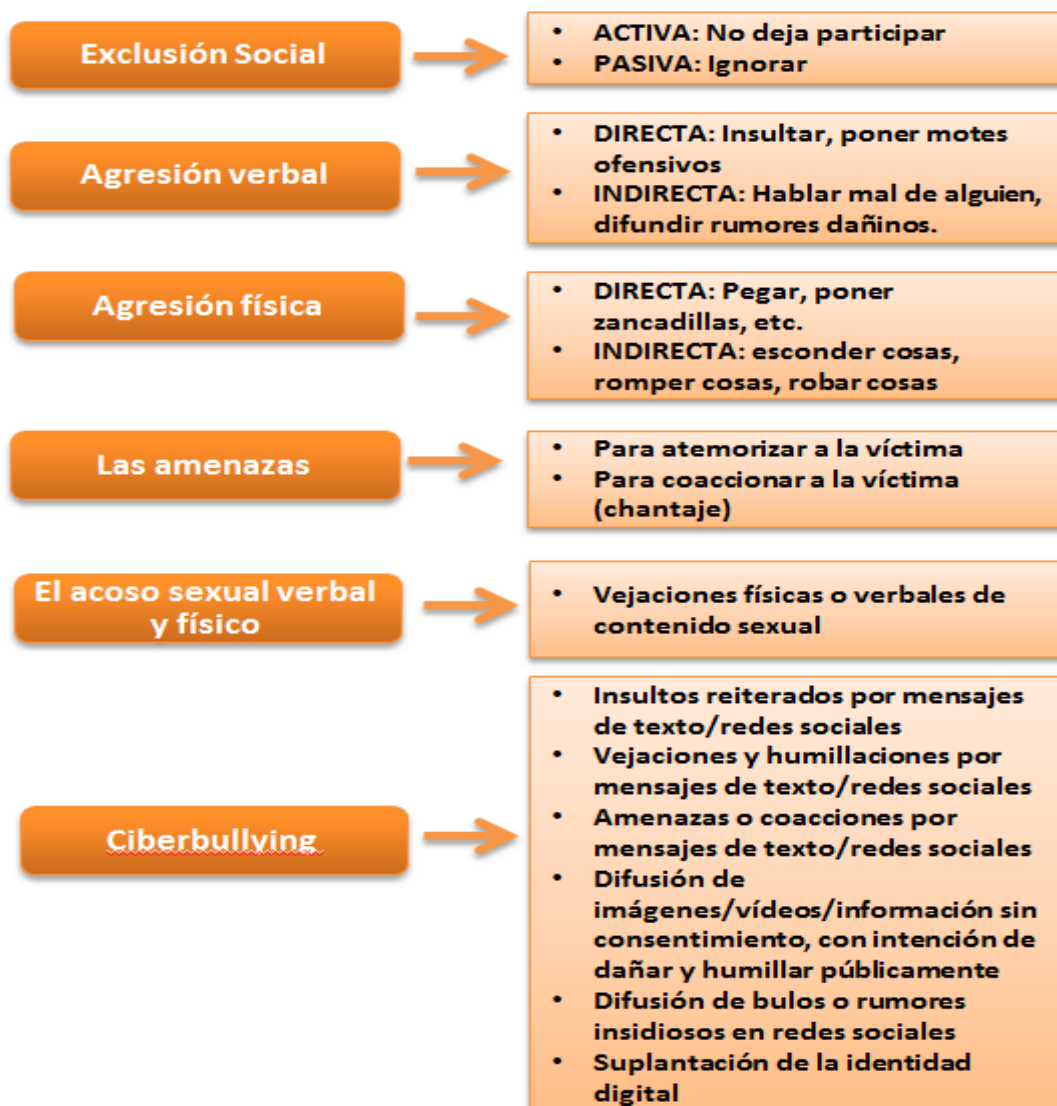 Exclusión Social
• ACTIVA: No deja participar
• PASIVA: Ignorar
Agresión verbal
• DIRECTA: Insultar, poner motes
ofensivos
• INDIRECTA: Hablar mal de alguien,
difundir rumores dañinos.
Agresión física
• DIRECTA: Pegar, poner
zancadillas, etc.
• INDIRECTA: esconder cosas,
romper cosas, robar cosas
Las amenazas
• Para atemorizar a la víctima
• Para coaccionar a la víctima
(chantaje)
El acoso sexual verbal
y físico
• Vejaciones físicas o verbales de
contenido sexual
Ciberbullying
• Insultos reiterados por mensajes
de texto/redes sociales
• Vejaciones y humillaciones por
mensajes de texto/redes sociales
• Amenazas o coacciones por
mensajes de texto/redes sociales
• Difusión de
imágenes/vídeos/información sin
consentimiento, con intención de
dañar y humillar públicamente
• Difusión de bulos o rumores
insidiosos en redes sociales
• Suplantación de la identidad
digital